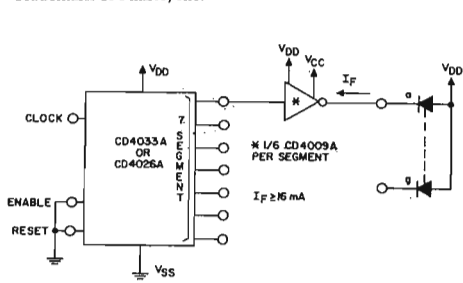 VDD
VCC
IF
VDD
VDD
a
CLOCK
CD4033A
OR
CD4026A
7
SEGMENT
*
* 1/6 CD4009A
PER SEGMENT
IF ≥ 16 mA
g
ENABLE
RESET
VSS